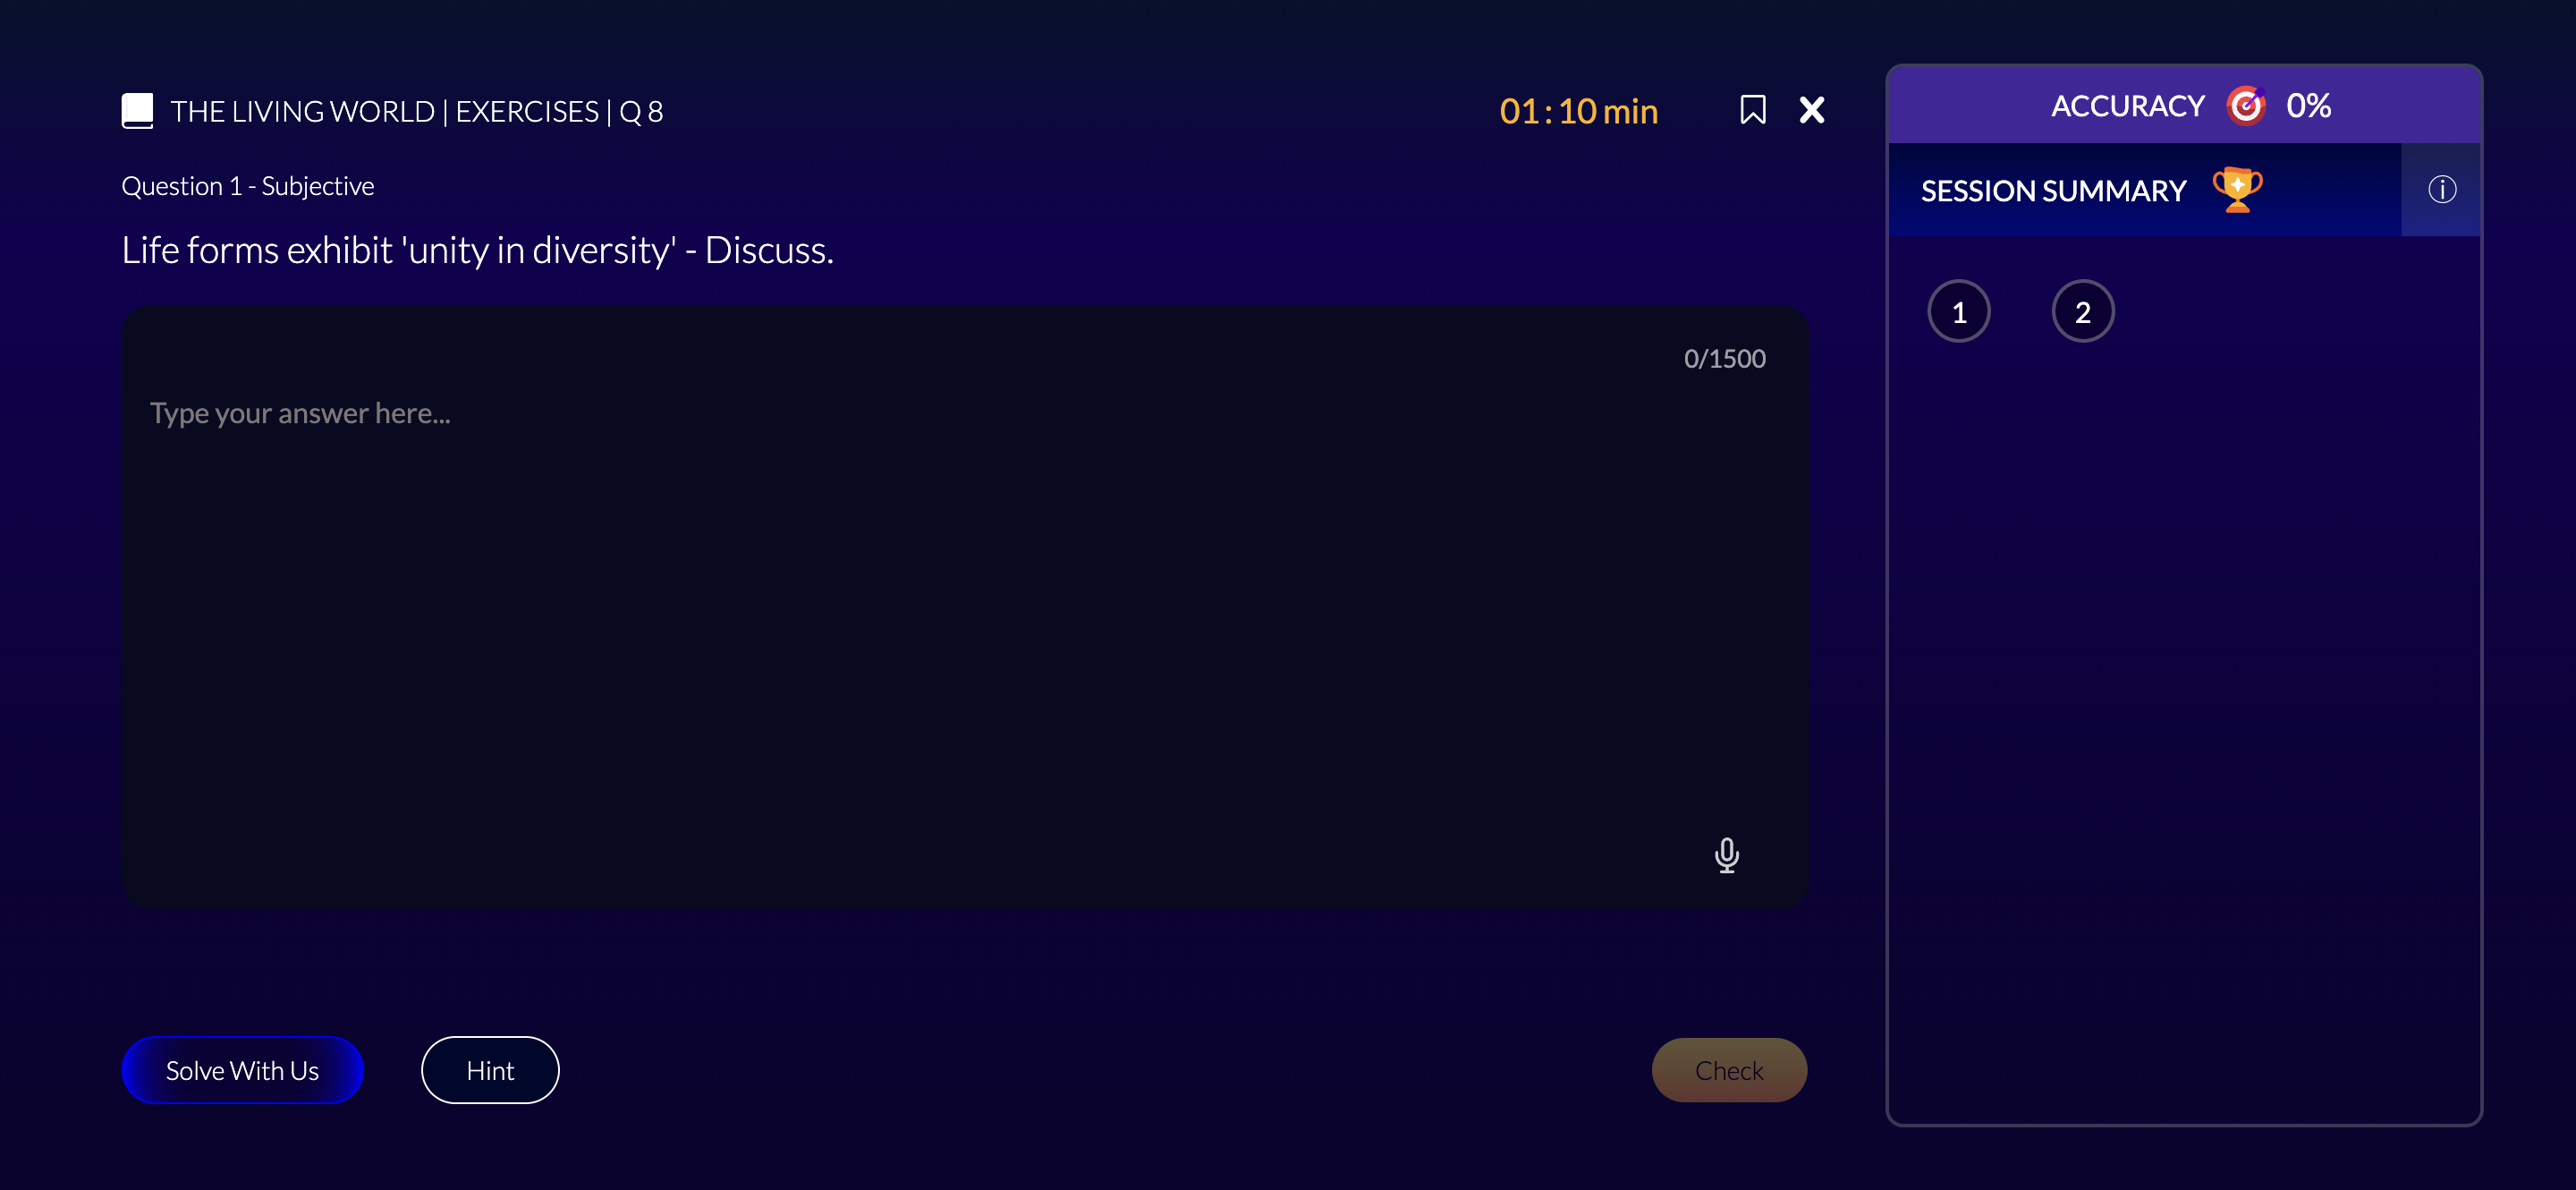 THE LIVING WORLD | EXERCISES | Q 8
01 : 10 min
Question 1 - Subjective
Life forms exhibit 'unity in diversity' - Discuss.
0/1500
Type your answer here...
Solve With Us
Hint
Check
ACCURACY 0%
SESSION SUMMARY
1 2